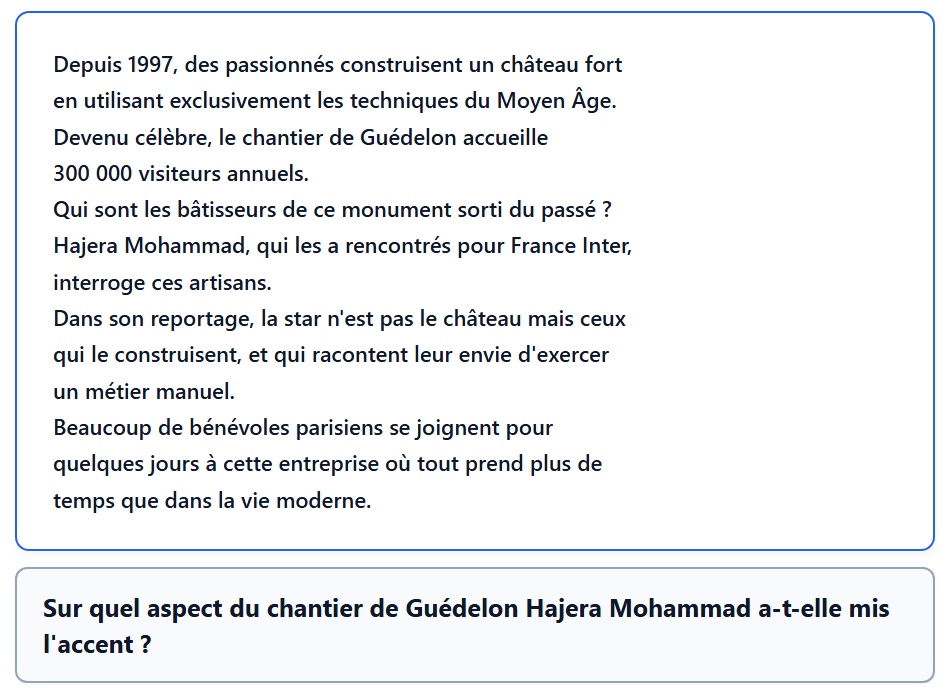 Depuis 1997, des passionnés construisent un château fort
en utilisant exclusivement les techniques du Moyen Âge.
Devenu célèbre, le chantier de Guédelon accueille
300 000 visiteurs annuels.
Qui sont les bâtisseurs de ce monument sorti du passé ?
Hajera Mohammad, qui les a rencontrés pour France Inter,
interroge ces artisans.
Dans son reportage, la star n'est pas le château mais ceux
qui le construisent, et qui racontent leur envie d'exercer
un métier manuel.
Beaucoup de bénévoles parisiens se joignent pour
quelques jours à cette entreprise où tout prend plus de
temps que dans la vie moderne.
Sur quel aspect du chantier de Guédelon Hajera Mohammad a-t-elle mis
l'accent ?